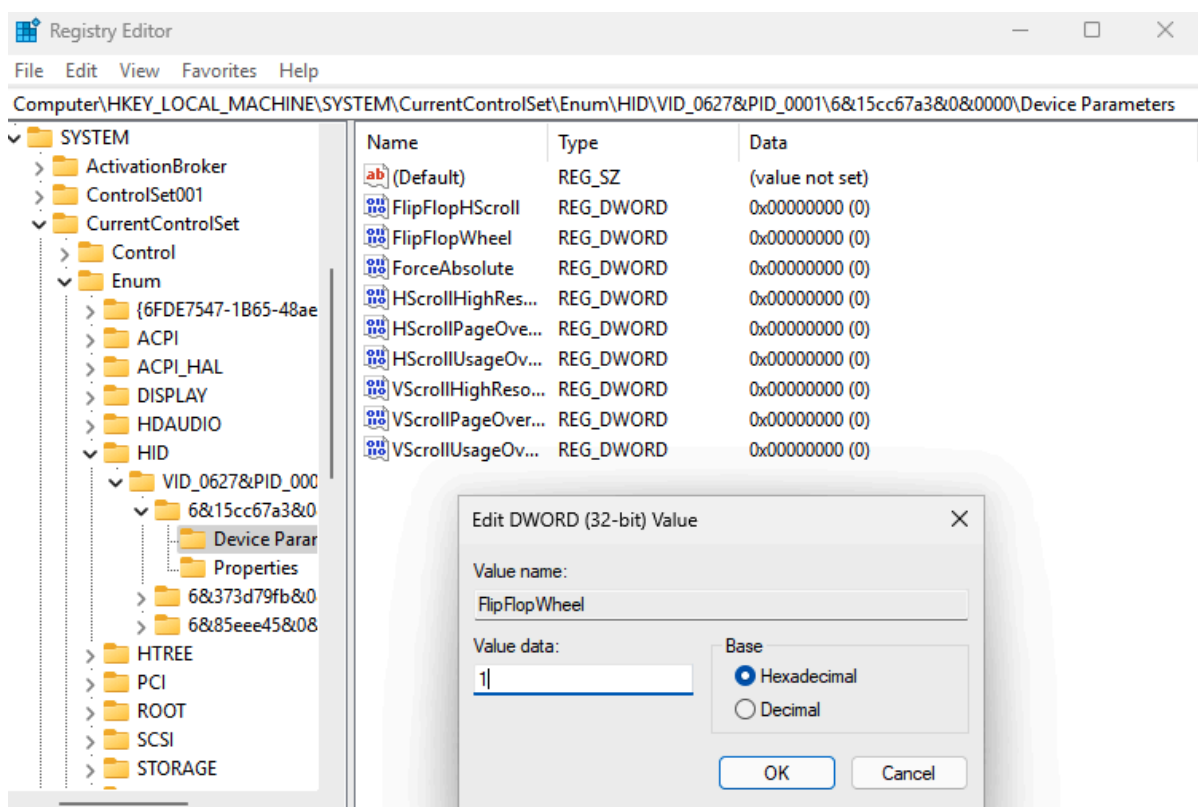 Registry Editor
File Edit View Favorites Help
Computer\HKEY_LOCAL_MACHINE\SYSTEM\CurrentControlSet\Enum\HID\VID_0627&PID_0001\6&15cc67a3&0&0000\Device Parameters
SYSTEM
ActivationBroker
ControlSet001
CurrentControlSet
Control
Enum
{6FDE7547-1B65-48ae
ACPI
ACPI_HAL
DISPLAY
HDAUDIO
HID
VID_0627&PID_000
6&15cc67a3&0
Device Parar
Properties
6&373d79fb&0
6&85eee45&08
HTREE
PCI
ROOT
SCSI
STORAGE
Name Type Data
ab (Default) REG_SZ (value not set)
FlipFlopHScroll REG_DWORD 0x00000000 (0)
FlipFlopWheel REG_DWORD 0x00000000 (0)
ForceAbsolute REG_DWORD 0x00000000 (0)
HScrollHighRes... REG_DWORD 0x00000000 (0)
HScrollPageOve... REG_DWORD 0x00000000 (0)
HScrollUsageOv... REG_DWORD 0x00000000 (0)
VScrollHighReso... REG_DWORD 0x00000000 (0)
VScrollPageOver... REG_DWORD 0x00000000 (0)
VScrollUsageOv... REG_DWORD 0x00000000 (0)
Edit DWORD (32-bit) Value
Value name:
FlipFlopWheel
Value data:
1
Base
Hexadecimal
Decimal
OK Cancel